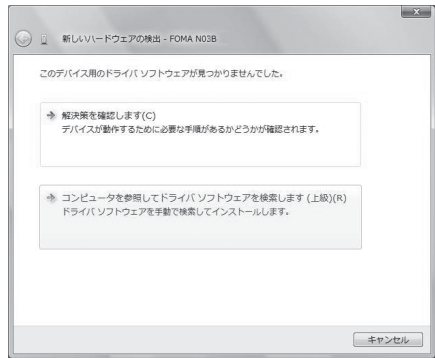 新しいハードウェアの検出 - FOMA N03B
このデバイス用のドライバ ソフトウェアが見つかりませんでした。
解決策を確認します(C)
デバイスが動作するために必要な手順があるかどうかが確認されます。
コンピュータを参照してドライバ ソフトウェアを検索します (上級)(R)
ドライバ ソフトウェアを手動で検索してインストールします。
キャンセル